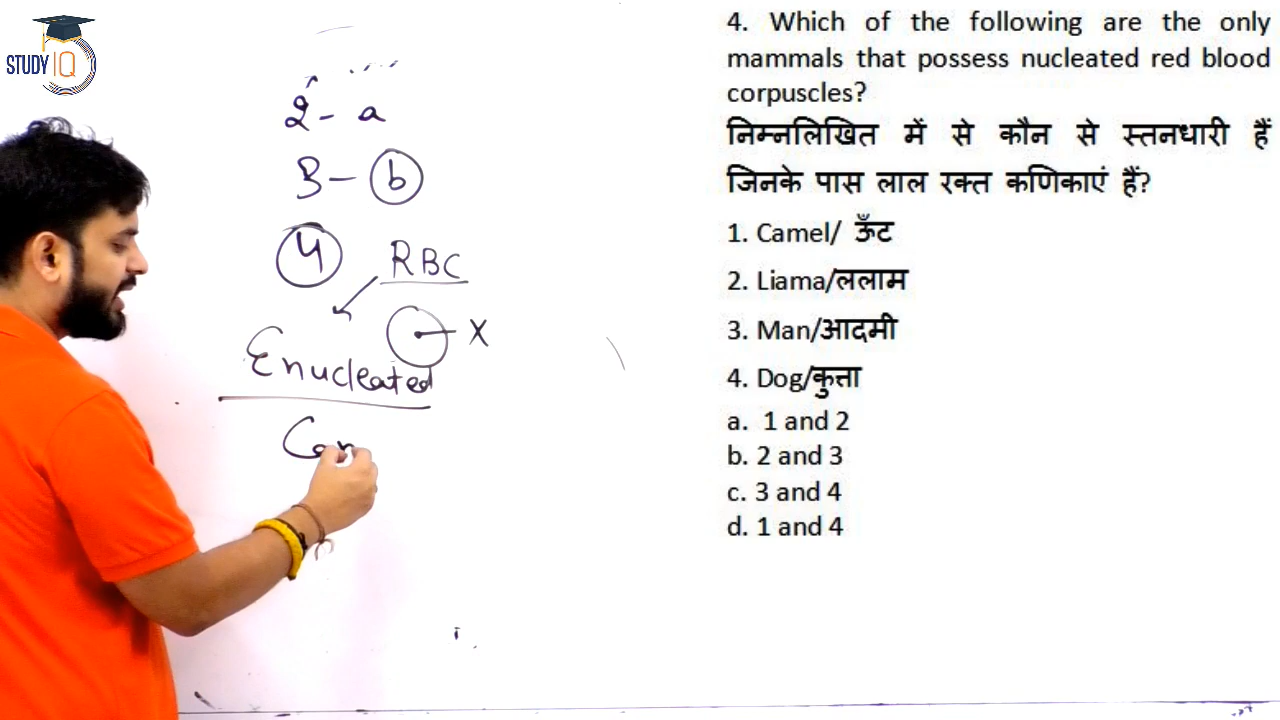 STUDY IQ
2 - a
3 - b
4
RBC
X
Enucleated
Cam
4. Which of the following are the only
mammals that possess nucleated red blood
corpuscles?
निम्नलिखित में से कौन से स्तनधारी हैं
जिनके पास लाल रक्त कणिकाएं हैं?
1. Camel/ ऊँट
2. Liama/ललाम
3. Man/आदमी
4. Dog/कुत्ता
a. 1 and 2
b. 2 and 3
c. 3 and 4
d. 1 and 4